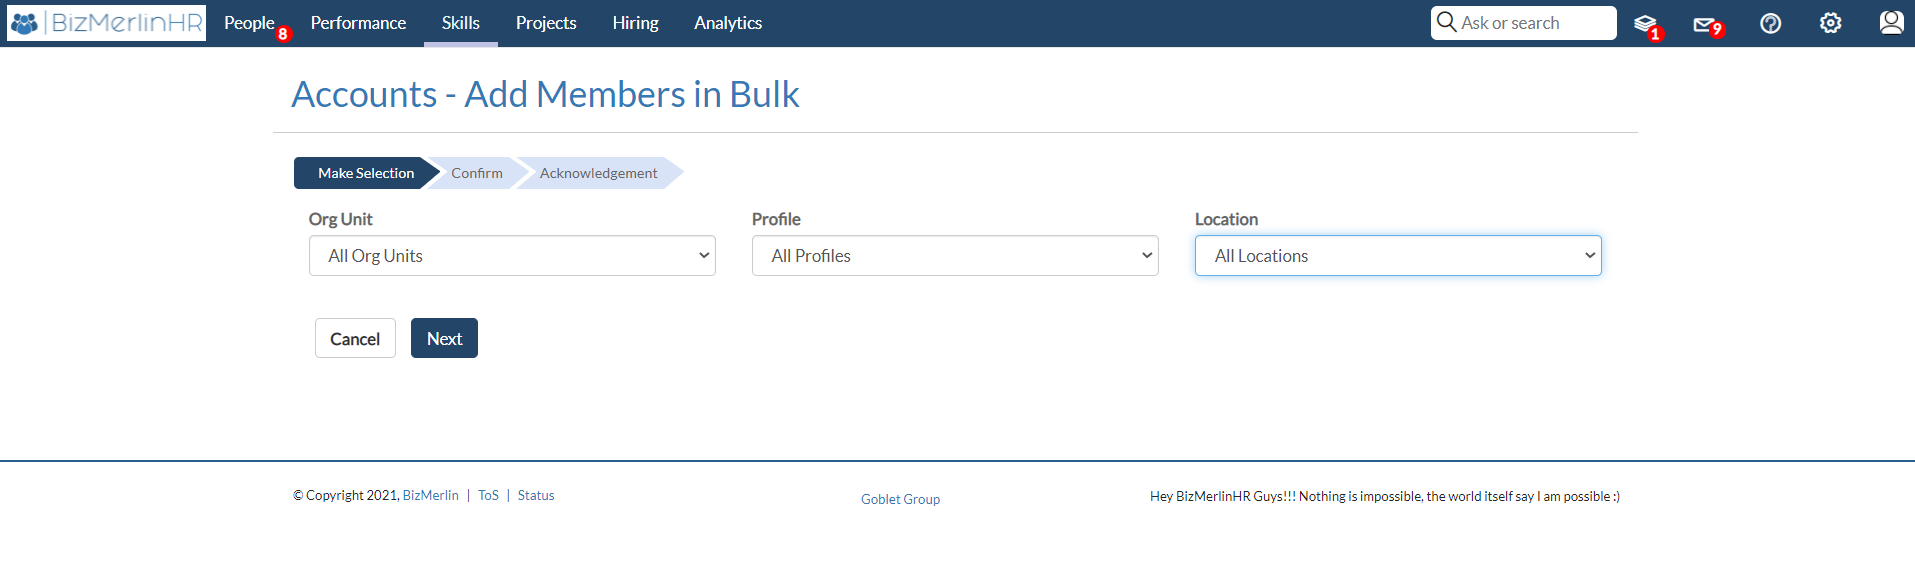 BizMerlinHR People 8 Performance Skills Projects Hiring Analytics Ask or search 1 9
Accounts - Add Members in Bulk
Make Selection Confirm Acknowledgement
Org Unit Profile Location
All Org Units All Profiles All Locations
Cancel Next
© Copyright 2021, BizMerlin | ToS | Status Goblet Group Hey BizMerlinHR Guys!!! Nothing is impossible, the world itself say I am possible :)